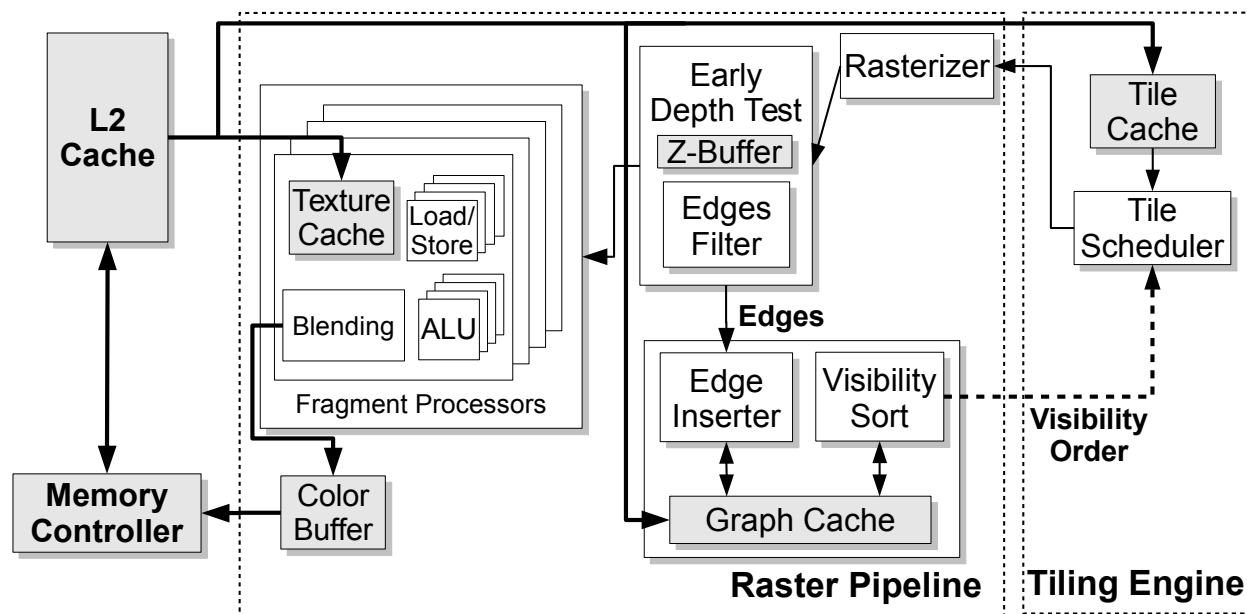 L2
Cache
Memory
Controller
Texture
Cache
Load/
Store
Blending
ALU
Fragment Processors
Color
Buffer
Early
Depth Test
Z-Buffer
Edges
Filter
Rasterizer
Edges
Edge
Inserter
Visibility
Sort
Graph Cache
Raster Pipeline
Tile
Cache
Tile
Scheduler
Visibility
Order
Tiling Engine